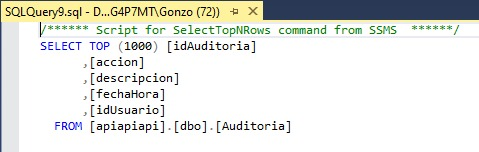 SQLQuery9.sql - D...G4P7MT\Gonzo (72))
/****** Script for SelectTopNRows command from SSMS  ******/
SELECT TOP (1000) [idAuditoria]
      ,[accion]
      ,[descripcion]
      ,[fechaHora]
      ,[idUsuario]
  FROM [apiapiapi].[dbo].[Auditoria]